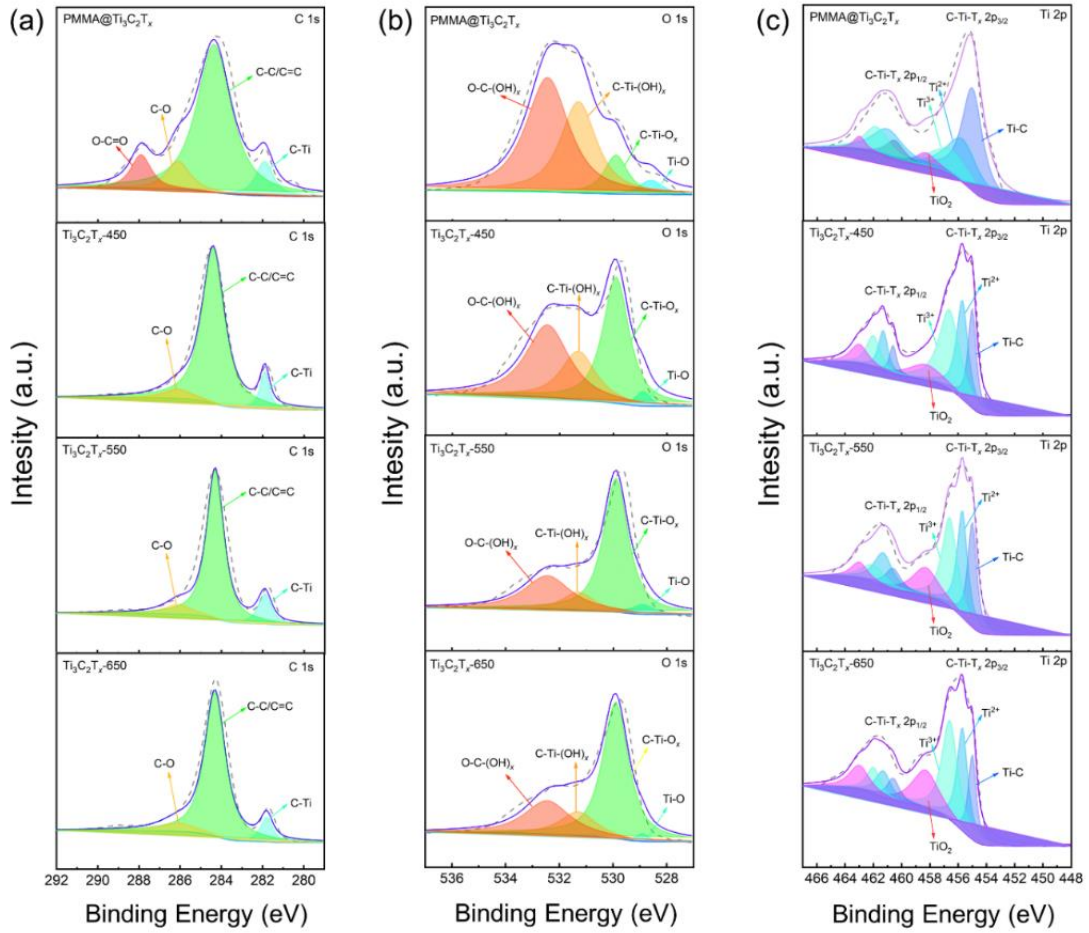 (a)
PMMA@Ti₃C₂Tₓ
C 1s
C-C/C=C
C-O
O-C=O
C-Ti
Ti₃C₂Tₓ-450
C 1s
C-C/C=C
C-O
C-Ti
Ti₃C₂Tₓ-550
C 1s
C-C/C=C
C-O
C-Ti
Ti₃C₂Tₓ-650
C 1s
C-C/C=C
C-O
C-Ti
Intesity (a.u.)
292 290 288 286 284 282 280
Binding Energy (eV)
(b)
PMMA@Ti₃C₂Tₓ
O 1s
O-C-(OH)ₓ
C-Ti-(OH)ₓ
C-Ti-Oₓ
Ti-O
Ti₃C₂Tₓ-450
O 1s
C-Ti-(OH)ₓ
O-C-(OH)ₓ
C-Ti-Oₓ
Ti-O
Ti₃C₂Tₓ-550
O 1s
C-Ti-(OH)ₓ
O-C-(OH)ₓ
C-Ti-Oₓ
Ti-O
Ti₃C₂Tₓ-650
O 1s
C-Ti-(OH)ₓ
O-C-(OH)ₓ
C-Ti-Oₓ
Ti-O
Intesity (a.u.)
536 534 532 530 528
Binding Energy (eV)
(c)
PMMA@Ti₃C₂Tₓ
C-Ti-Tₓ 2p₃/₂
Ti 2p
C-Ti-Tₓ 2p₁/₂
Ti²⁺
Ti³⁺
Ti-C
TiO₂
Ti₃C₂Tₓ-450
C-Ti-Tₓ 2p₃/₂
Ti 2p
C-Ti-Tₓ 2p₁/₂
Ti²⁺
Ti³⁺
Ti-C
TiO₂
Ti₃C₂Tₓ-550
C-Ti-Tₓ 2p₃/₂
Ti 2p
C-Ti-Tₓ 2p₁/₂
Ti²⁺
Ti³⁺
Ti-C
TiO₂
Ti₃C₂Tₓ-650
C-Ti-Tₓ 2p₃/₂
Ti 2p
C-Ti-Tₓ 2p₁/₂
Ti²⁺
Ti³⁺
Ti-C
TiO₂
Intesity (a.u.)
466 464 462 460 458 456 454 452 450 448
Binding Energy (eV)